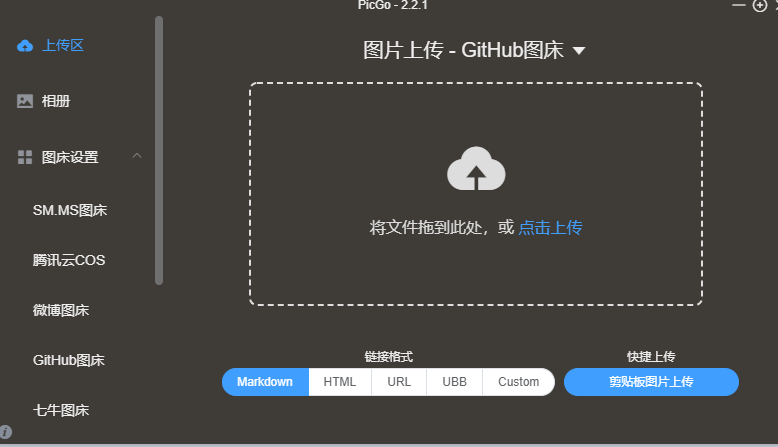 PicGo - 2.2.1
上传区
相册
图床设置
SM.MS图床
腾讯云COS
微博图床
GitHub图床
七牛图床
图片上传 - GitHub图床
将文件拖到此处，或 点击上传
链接格式
Markdown HTML URL UBB Custom
快捷上传
剪贴板图片上传